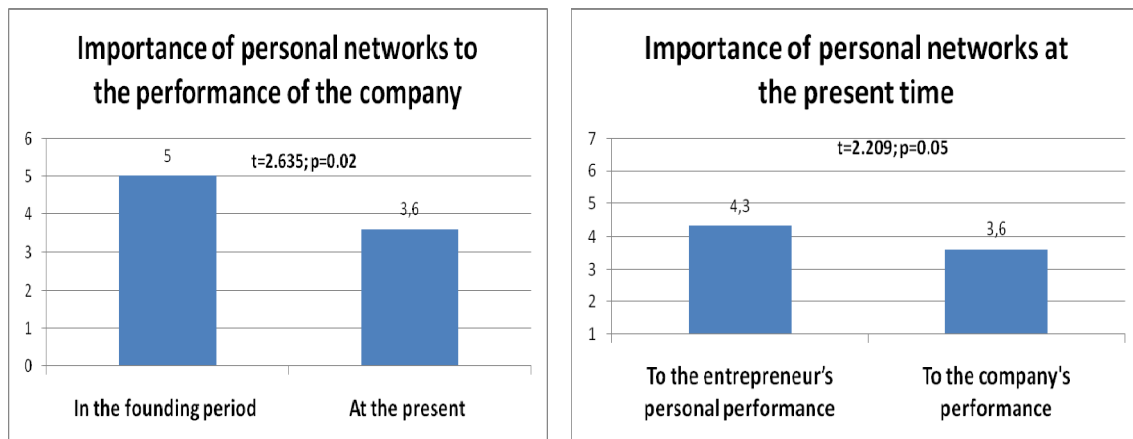 Importance of personal networks to
the performance of the company
6
5
4
3
2
1
0
5
t=2.635; p=0.02
3,6
In the founding period
At the present
Importance of personal networks at
the present time
7
6
5
4
3
2
1
t=2.209; p=0.05
4,3
3,6
To the entrepreneur’s
personal performance
To the company's
performance